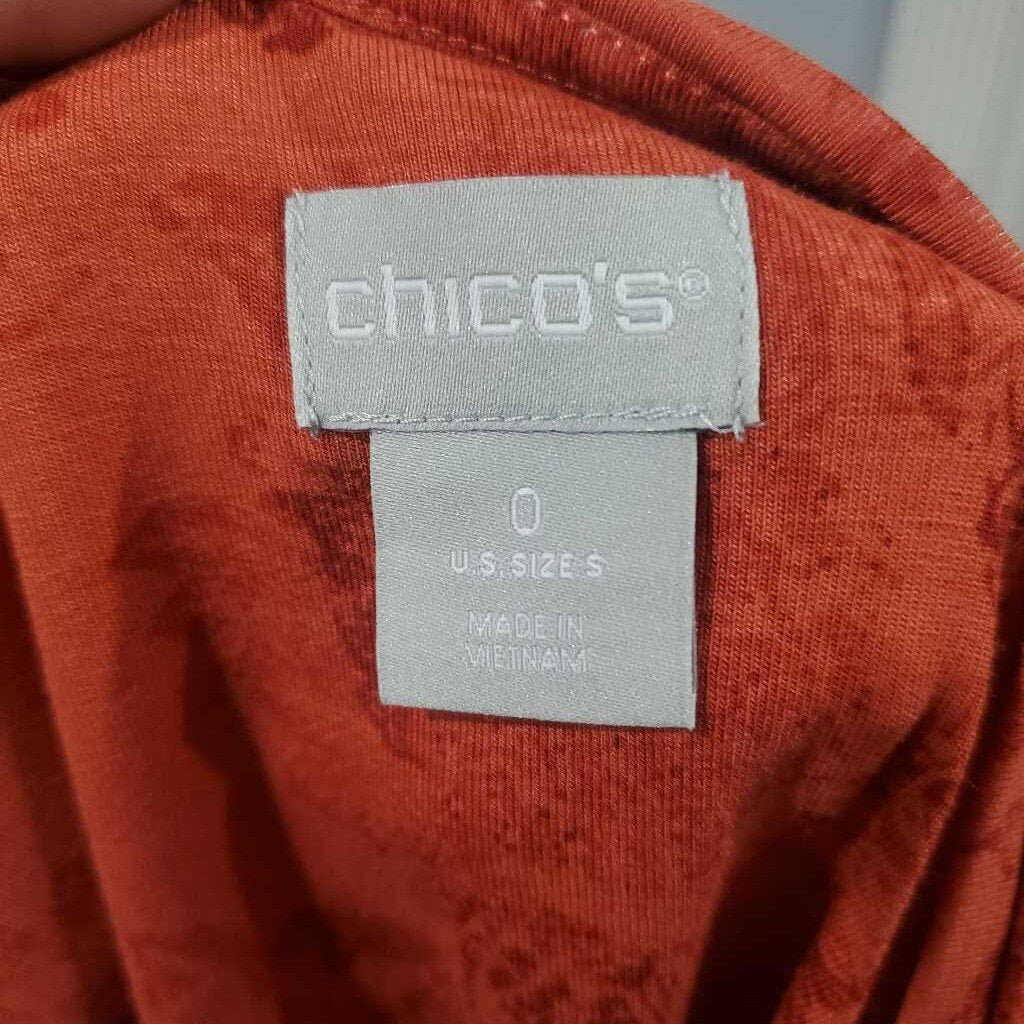 chico's®
0
U.S. SIZE S
MADE IN
VIETNAM